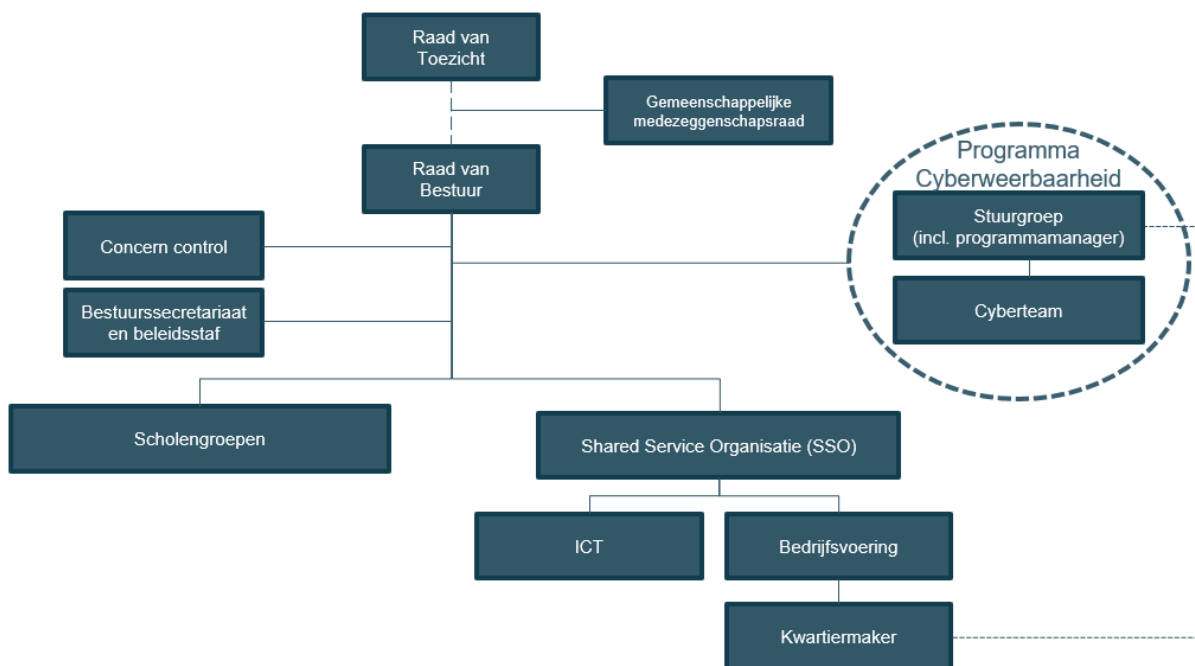 Raad van
Toezicht
Gemeenschappelijke
medezeggenschapsraad
Raad van
Bestuur
Programma
Cyberweerbaarheid
Stuurgroep
(incl. programmamanager)
Cyberteam
Concern control
Bestuurssecretariaat
en beleidsstaf
Scholengroepen
Shared Service Organisatie (SSO)
ICT
Bedrijfsvoering
Kwartiermaker